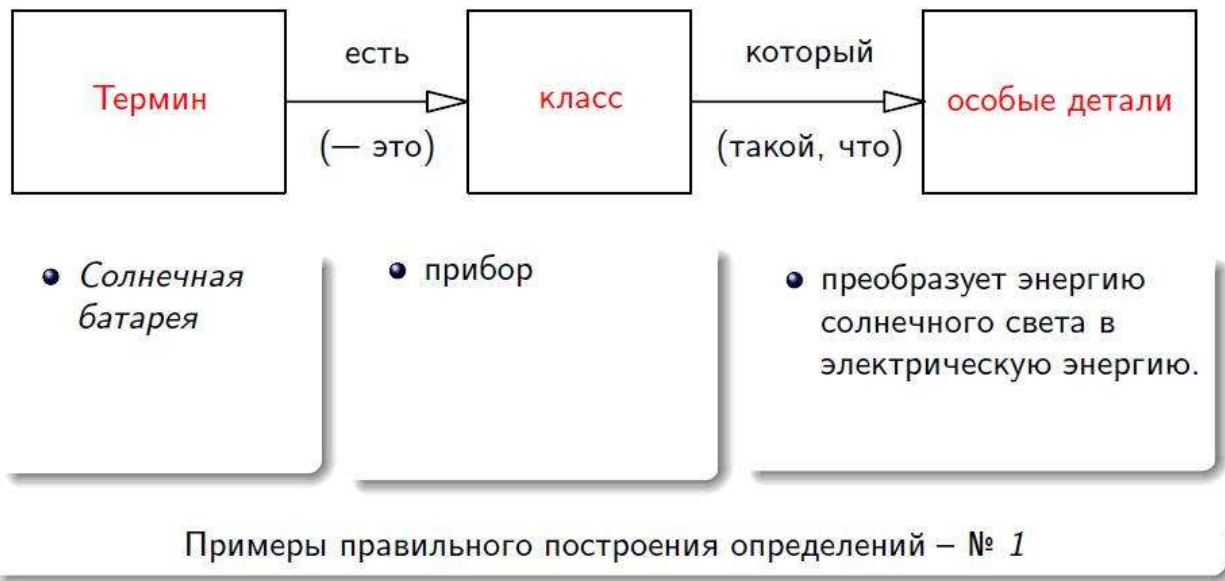 Термин
есть
(— это)
класс
который
(такой, что)
особые детали
Солнечная
батарея
прибор
преобразует энергию
солнечного света в
электрическую энергию.
Примеры правильного построения определений – № 1